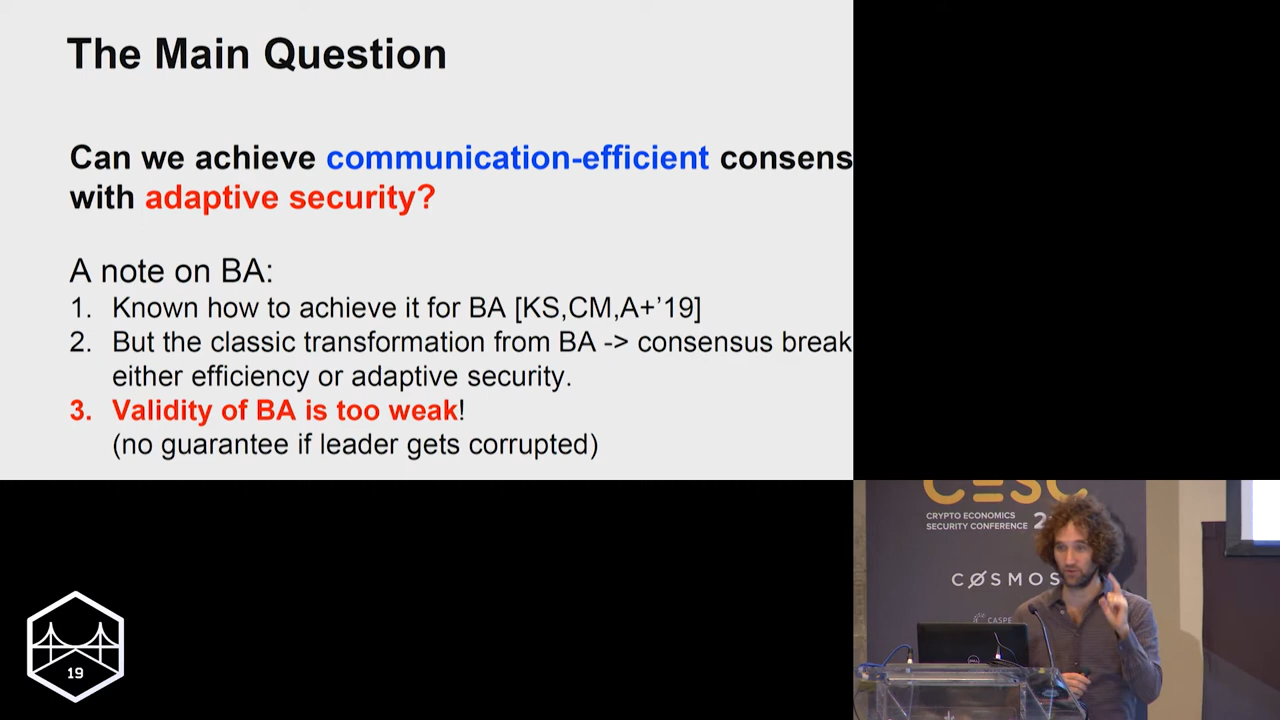 The Main Question
Can we achieve communication-efficient consens
with adaptive security?
A note on BA:
1. Known how to achieve it for BA [KS,CM,A+’19]
2. But the classic transformation from BA -> consensus break
either efficiency or adaptive security.
3. Validity of BA is too weak!
(no guarantee if leader gets corrupted)
CESC
CRYPTO ECONOMICS
SECURITY CONFERENCE 2
COSMOS
CASPE
DELL
19